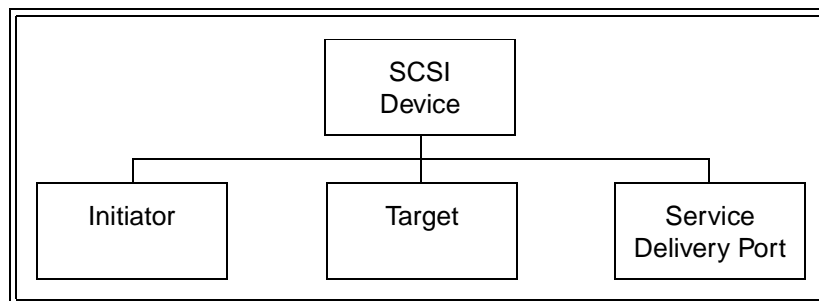 SCSI
Device
Initiator
Target
Service
Delivery Port